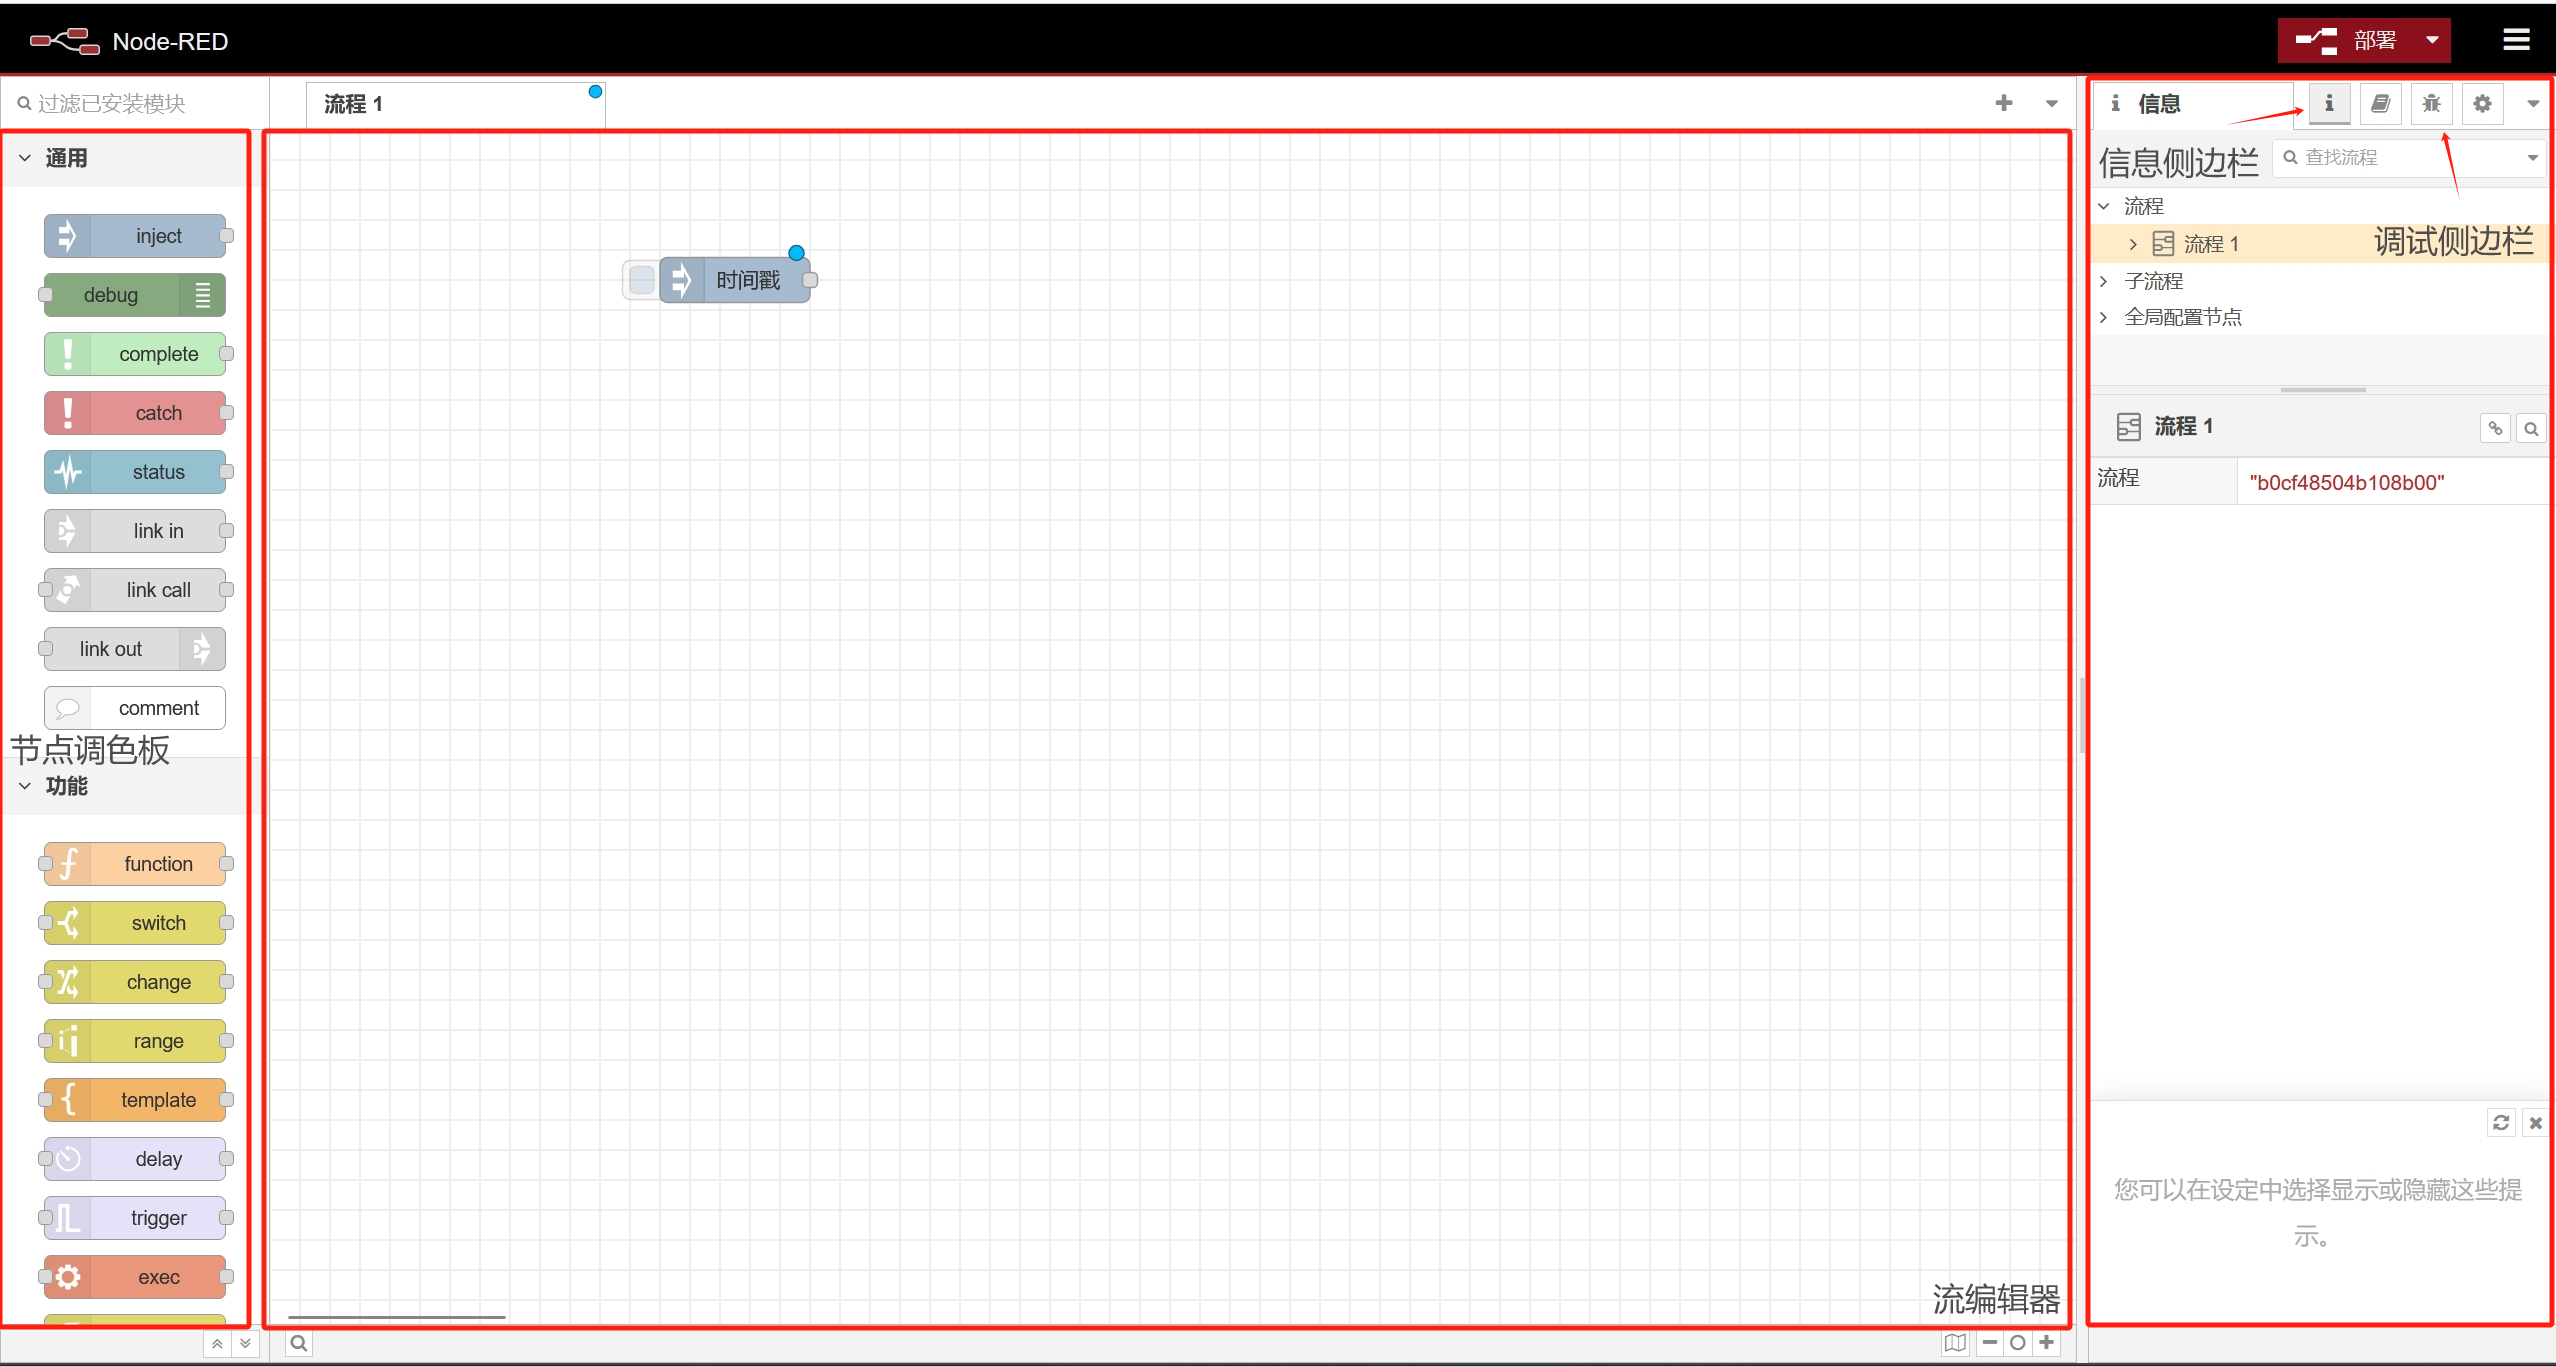 Node-RED
部署
过滤已安装模块
流程 1
信息
通用
inject
debug
complete
catch
status
link in
link call
link out
comment
节点调色板
功能
function
switch
change
range
template
delay
trigger
exec
时间戳
流编辑器
信息侧边栏
查找流程
流程
流程 1
调试侧边栏
子流程
全局配置节点
流程 1
流程
"b0cf48504b108b00"
您可以在设定中选择显示或隐藏这些提
示。